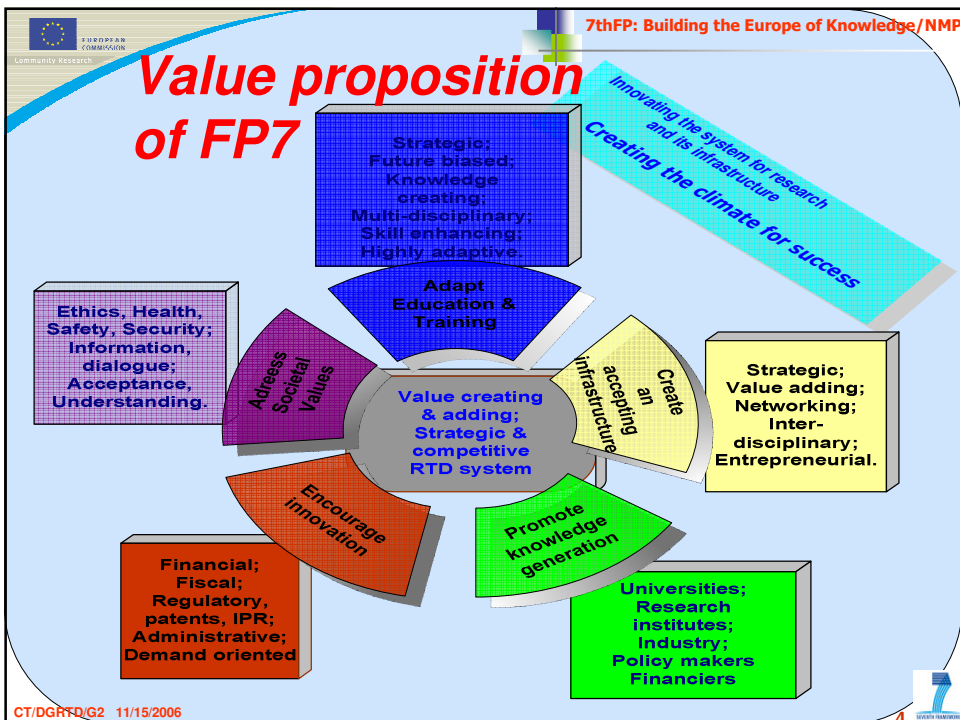 EUROPEAN
COMMISSION
Community Research
7thFP: Building the Europe of Knowledge/NMP
Value proposition
of FP7
Innovating the system for research
and its infrastructure
Creating the climate for success
Strategic;
Future biased;
Knowledge
creating;
Multi-disciplinary;
Skill enhancing;
Highly adaptive.
Adapt
Education &
Training
Ethics, Health,
Safety, Security;
Information,
dialogue;
Acceptance,
Understanding.
Adreess
Societal
Values
Value creating
& adding;
Strategic &
competitive
RTD system
Create
an
accepting
infrastructure
Strategic;
Value adding;
Networking;
Inter-
disciplinary;
Entrepreneurial.
Encourage
innovation
Promote
knowledge
generation
Financial;
Fiscal;
Regulatory,
patents, IPR;
Administrative;
Demand oriented
Universities;
Research
institutes;
Industry;
Policy makers
Financiers
CT/DGRTD/G2 11/15/2006
4
SEVENTH FRAMEWORK